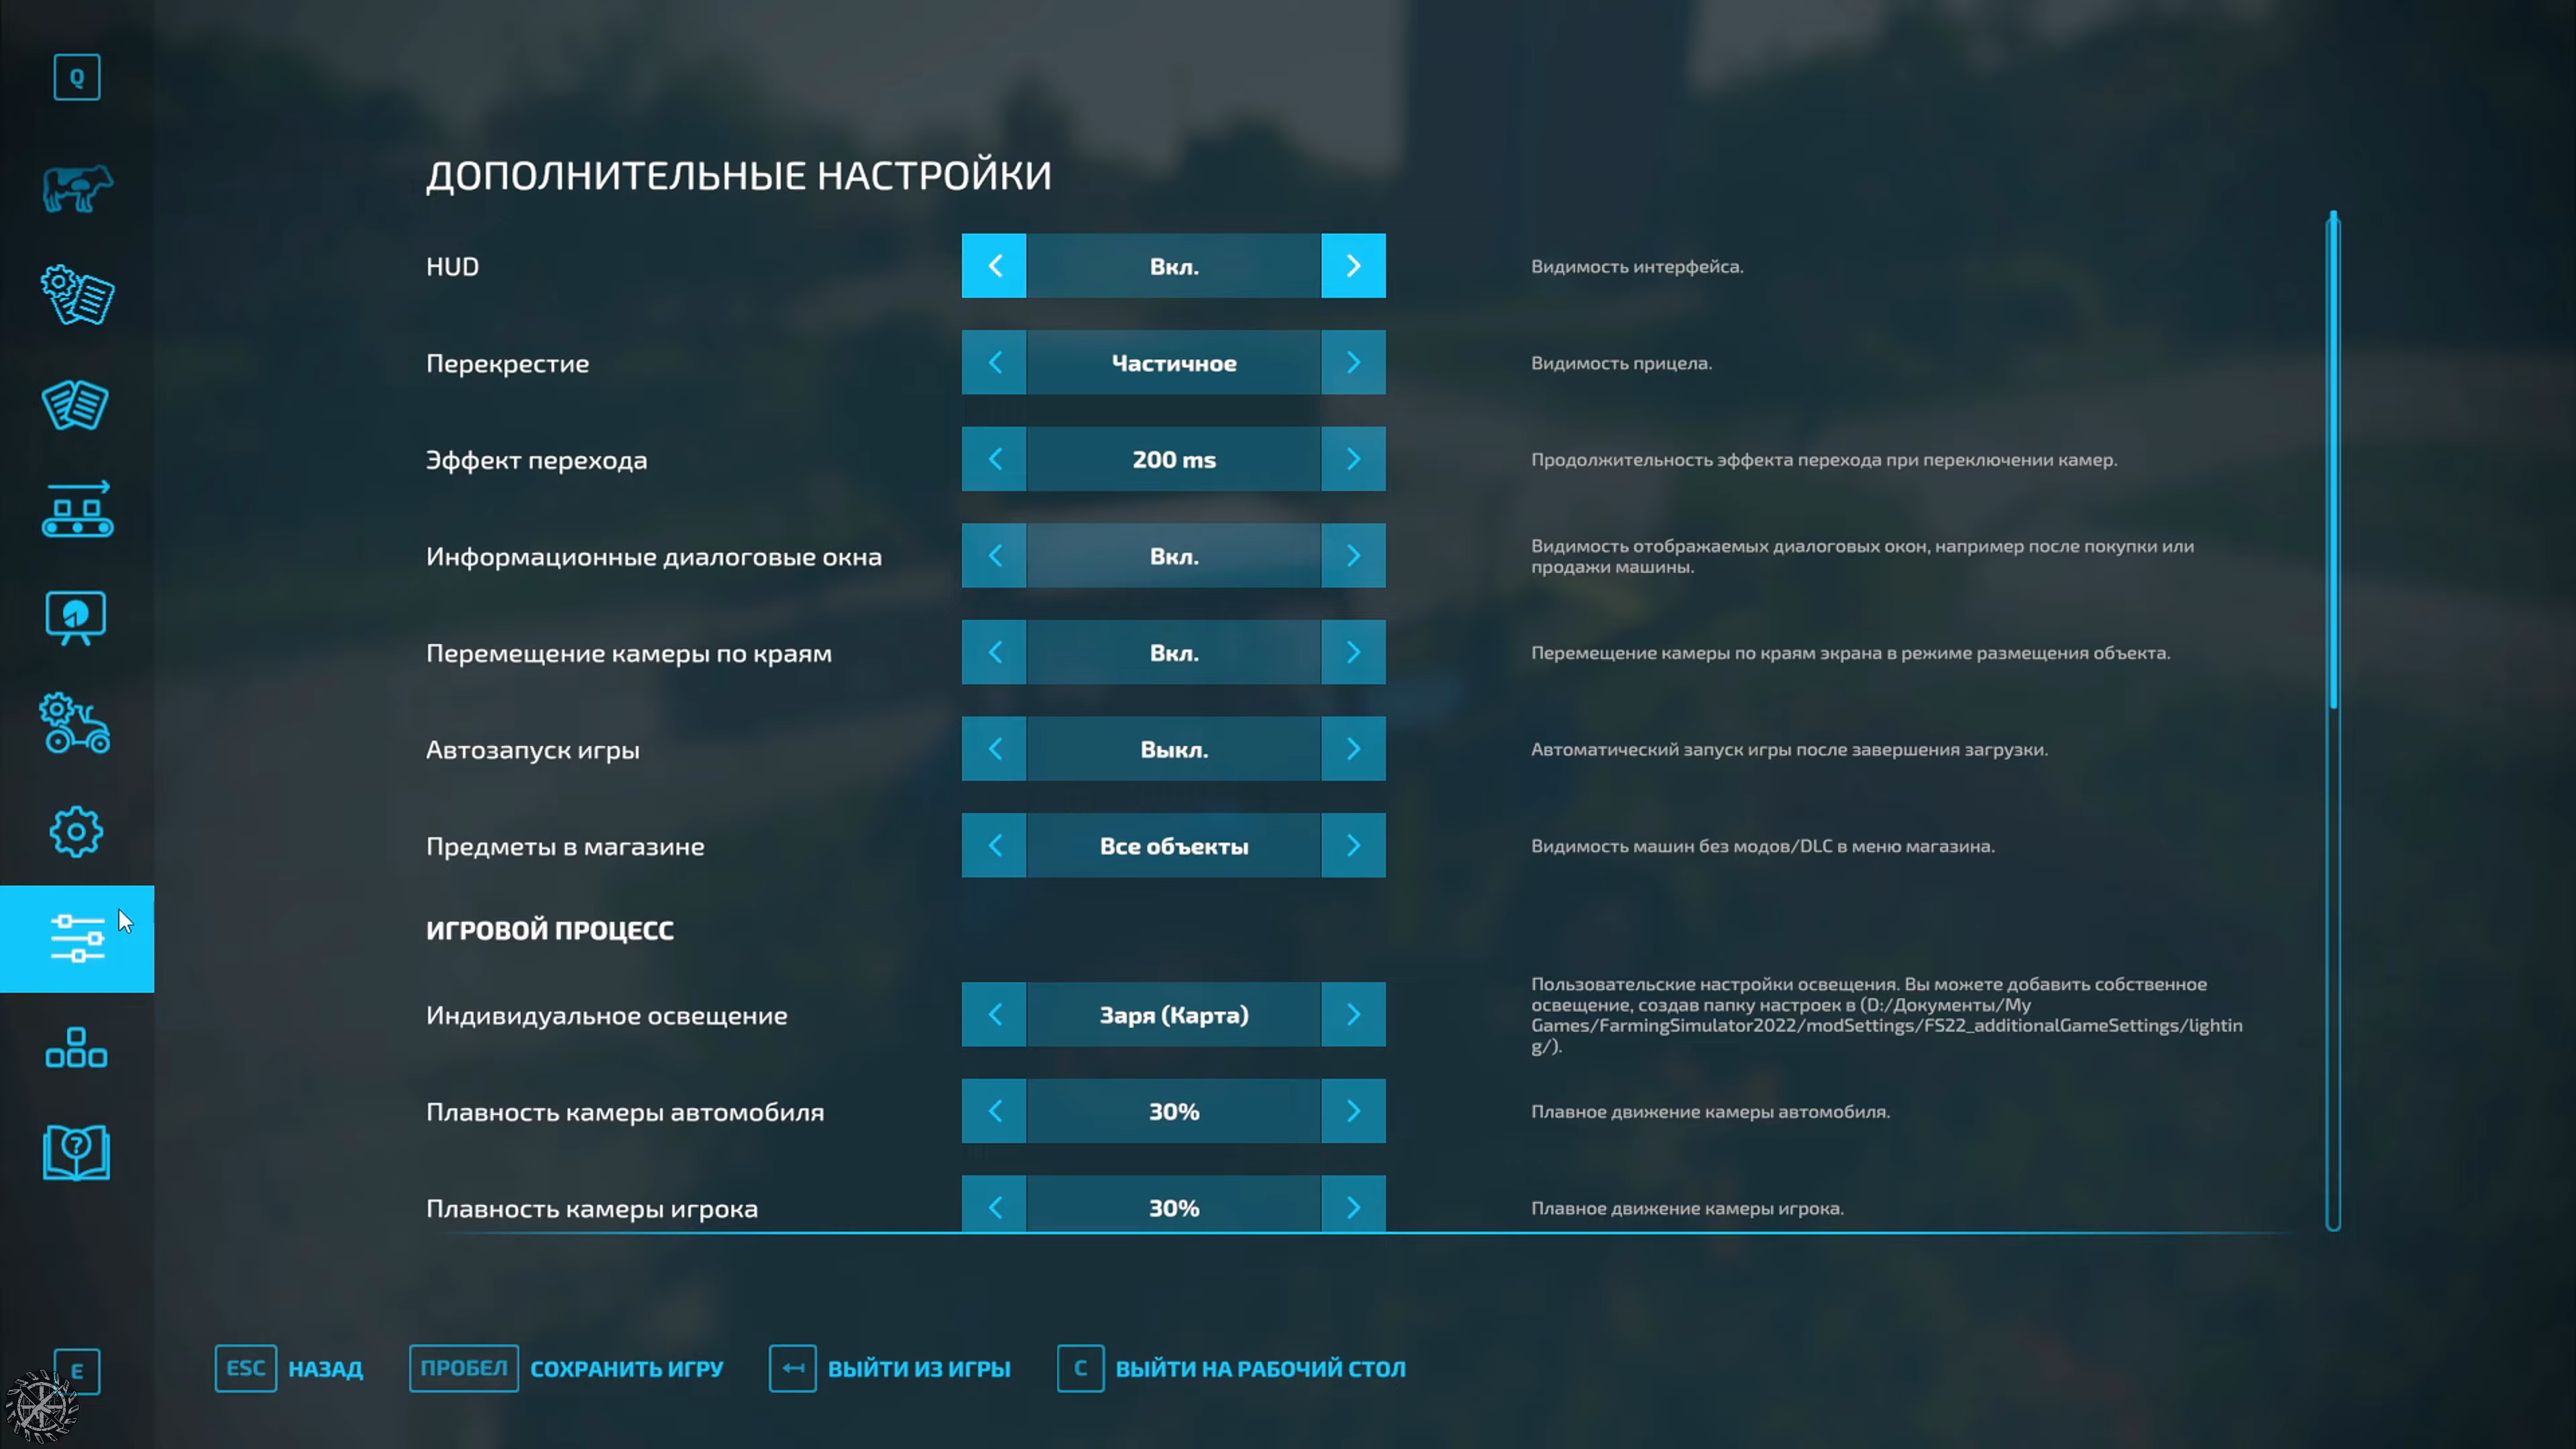 Q
ДОПОЛНИТЕЛЬНЫЕ НАСТРОЙКИ
HUD
Вкл.
Видимость интерфейса.
Перекрестие
Частичное
Видимость прицела.
Эффект перехода
200 ms
Продолжительность эффекта перехода при переключении камер.
Информационные диалоговые окна
Вкл.
Видимость отображаемых диалоговых окон, например после покупки или
продажи машины.
Перемещение камеры по краям
Вкл.
Перемещение камеры по краям экрана в режиме размещения объекта.
Автозапуск игры
Выкл.
Автоматический запуск игры после завершения загрузки.
Предметы в магазине
Все объекты
Видимость машин без модов/DLC в меню магазина.
ИГРОВОЙ ПРОЦЕСС
Индивидуальное освещение
Заря (Карта)
Пользовательские настройки освещения. Вы можете добавить собственное
освещение, создав папку настроек в (D:/Документы/My
Games/FarmingSimulator2022/modSettings/FS22_additionalGameSettings/lightin
g/).
Плавность камеры автомобиля
30%
Плавное движение камеры автомобиля.
Плавность камеры игрока
30%
Плавное движение камеры игрока.
E
ESC НАЗАД ПРОБЕЛ СОХРАНИТЬ ИГРУ ВЫЙТИ ИЗ ИГРЫ C ВЫЙТИ НА РАБОЧИЙ СТОЛ